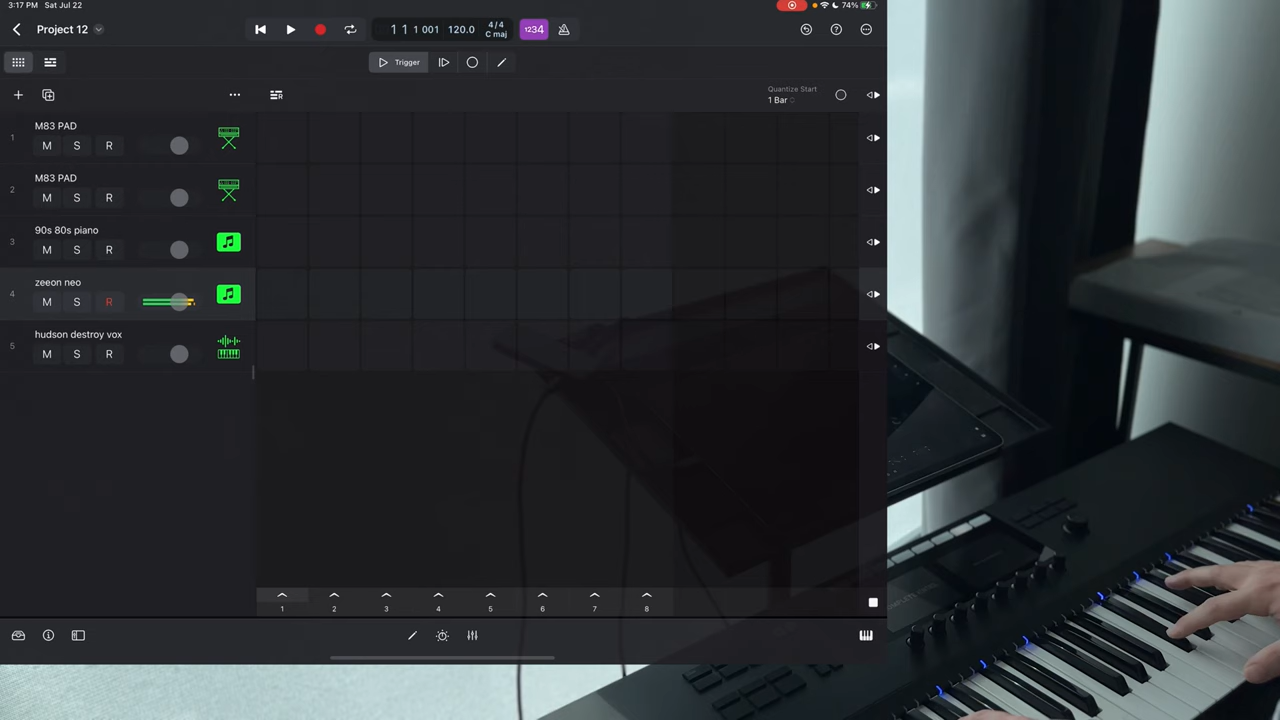 3:17 PM Sat Jul 22
74%
Project 12
1 1 1 001 120.0 4/4 C maj
1234
Trigger
Quantize Start
1 Bar
1 M83 PAD
M S R
2 M83 PAD
M S R
3 90s 80s piano
M S R
4 zeeon neo
M S R
5 hudson destroy vox
M S R
1 2 3 4 5 6 7 8